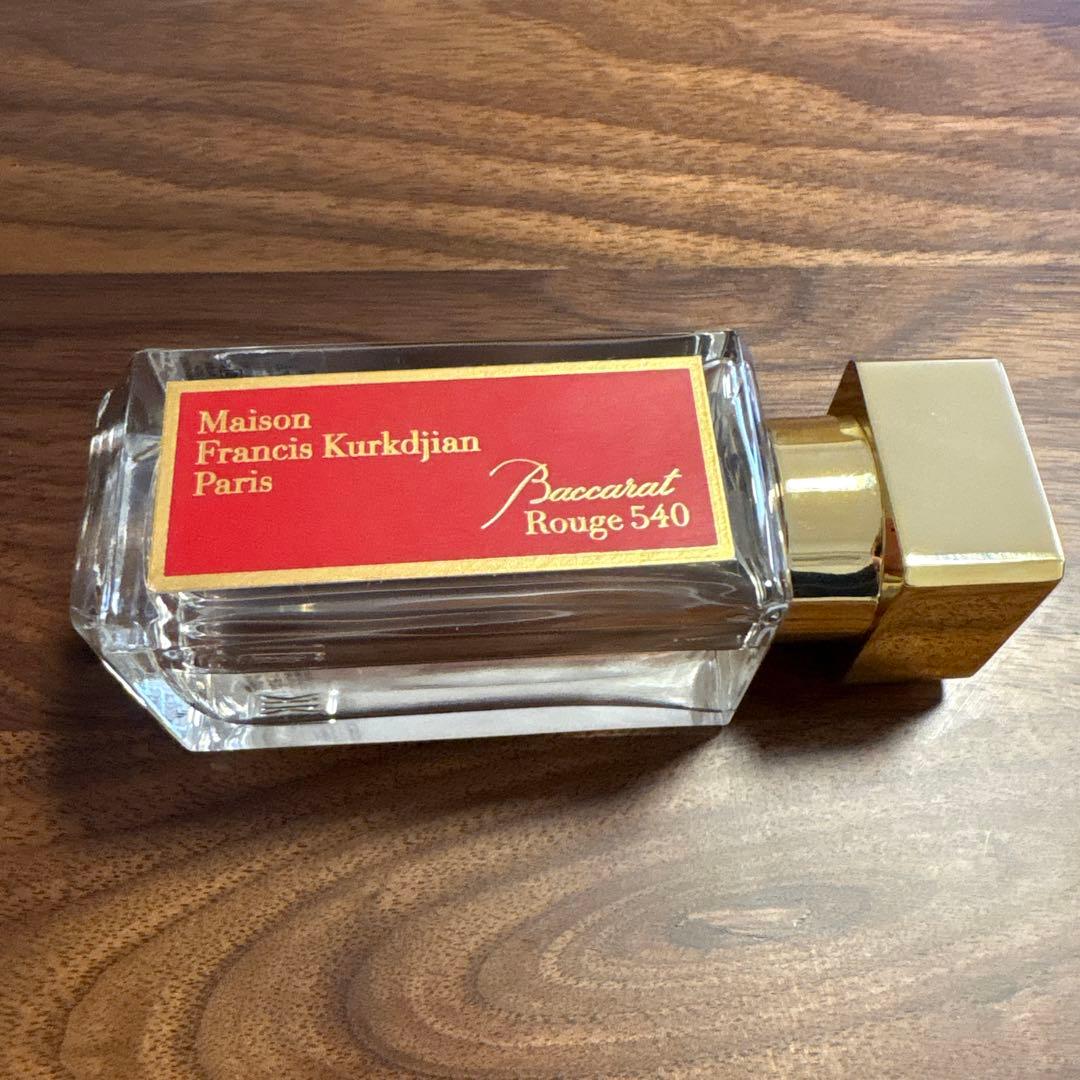 Maison
Francis Kurkdjian
Paris
Baccarat
Rouge 540